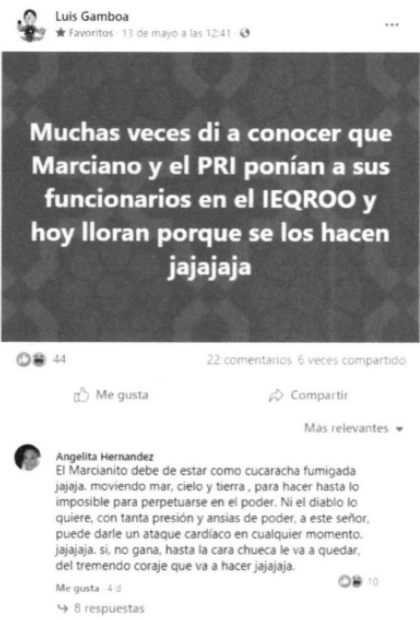 Luis Gamboa
Favoritos · 13 de mayo a las 12:41 ·
Muchas veces di a conocer que
Marciano y el PRI ponían a sus
funcionarios en el IEQROO y
hoy lloran porque se los hacen
jajajaja
44
22 comentarios 6 veces compartido
Me gusta
Compartir
Más relevantes
Angelita Hernandez
El Marcianito debe de estar como cucaracha fumigada
jajaja. moviendo mar, cielo y tierra , para hacer hasta lo
imposible para perpetuarse en el poder. Ni el diablo lo
quiere, con tanta presión y ansias de poder, a este señor,
puede darle un ataque cardíaco en cualquier momento.
jajajaja. si, no gana, hasta la cara chueca le va a quedar,
del tremendo coraje que va a hacer jajajaja.
Me gusta · 4 d
10
8 respuestas